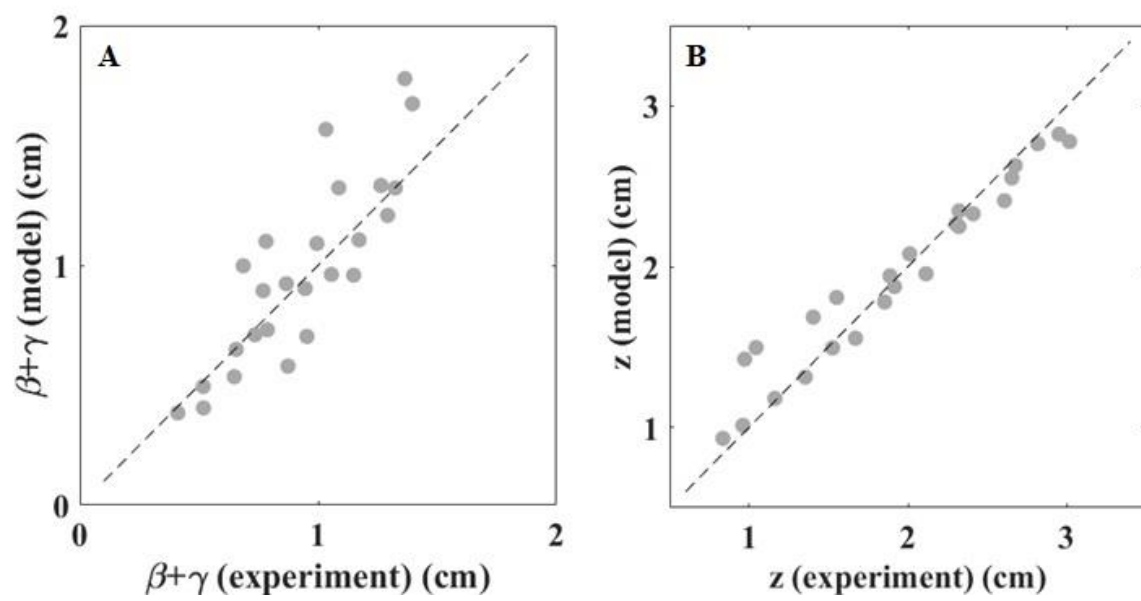 A
2
1
0
β+γ (model) (cm)
0
1
2
β+γ (experiment) (cm)
B
3
2
1
z (model) (cm)
1
2
3
z (experiment) (cm)